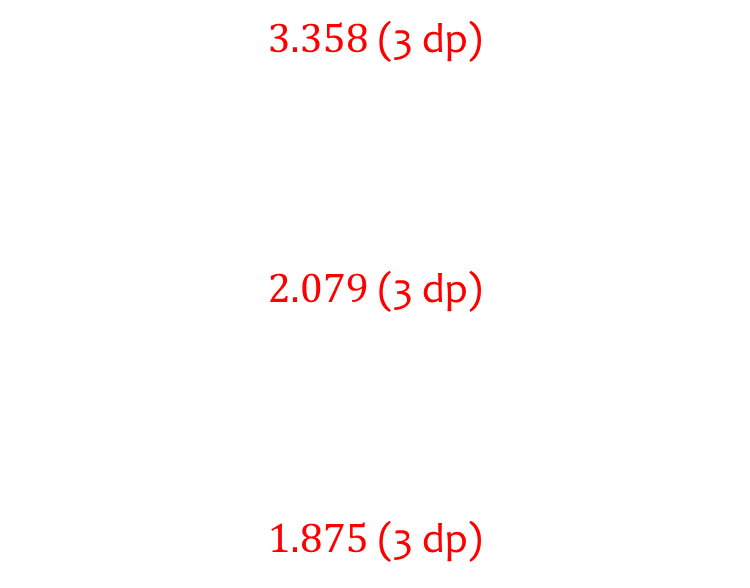 3.358 (3 dp)
2.079 (3 dp)
1.875 (3 dp)